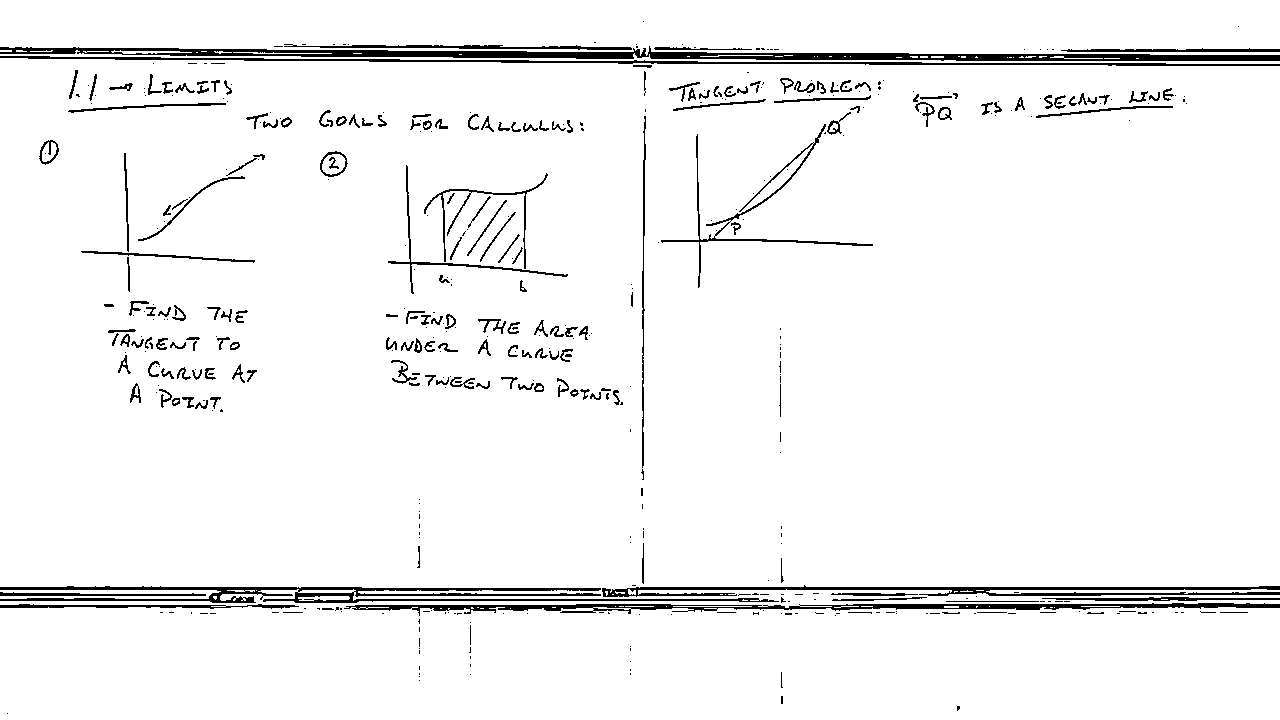 1.1 → LIMITS
TWO GOALS FOR CALCULUS:
①
②
a
b
- FIND THE
TANGENT TO
A CURVE AT
A POINT.
- FIND THE AREA
UNDER A CURVE
BETWEEN TWO POINTS.
TANGENT PROBLEM:
Q
P
PQ IS A SECANT LINE.